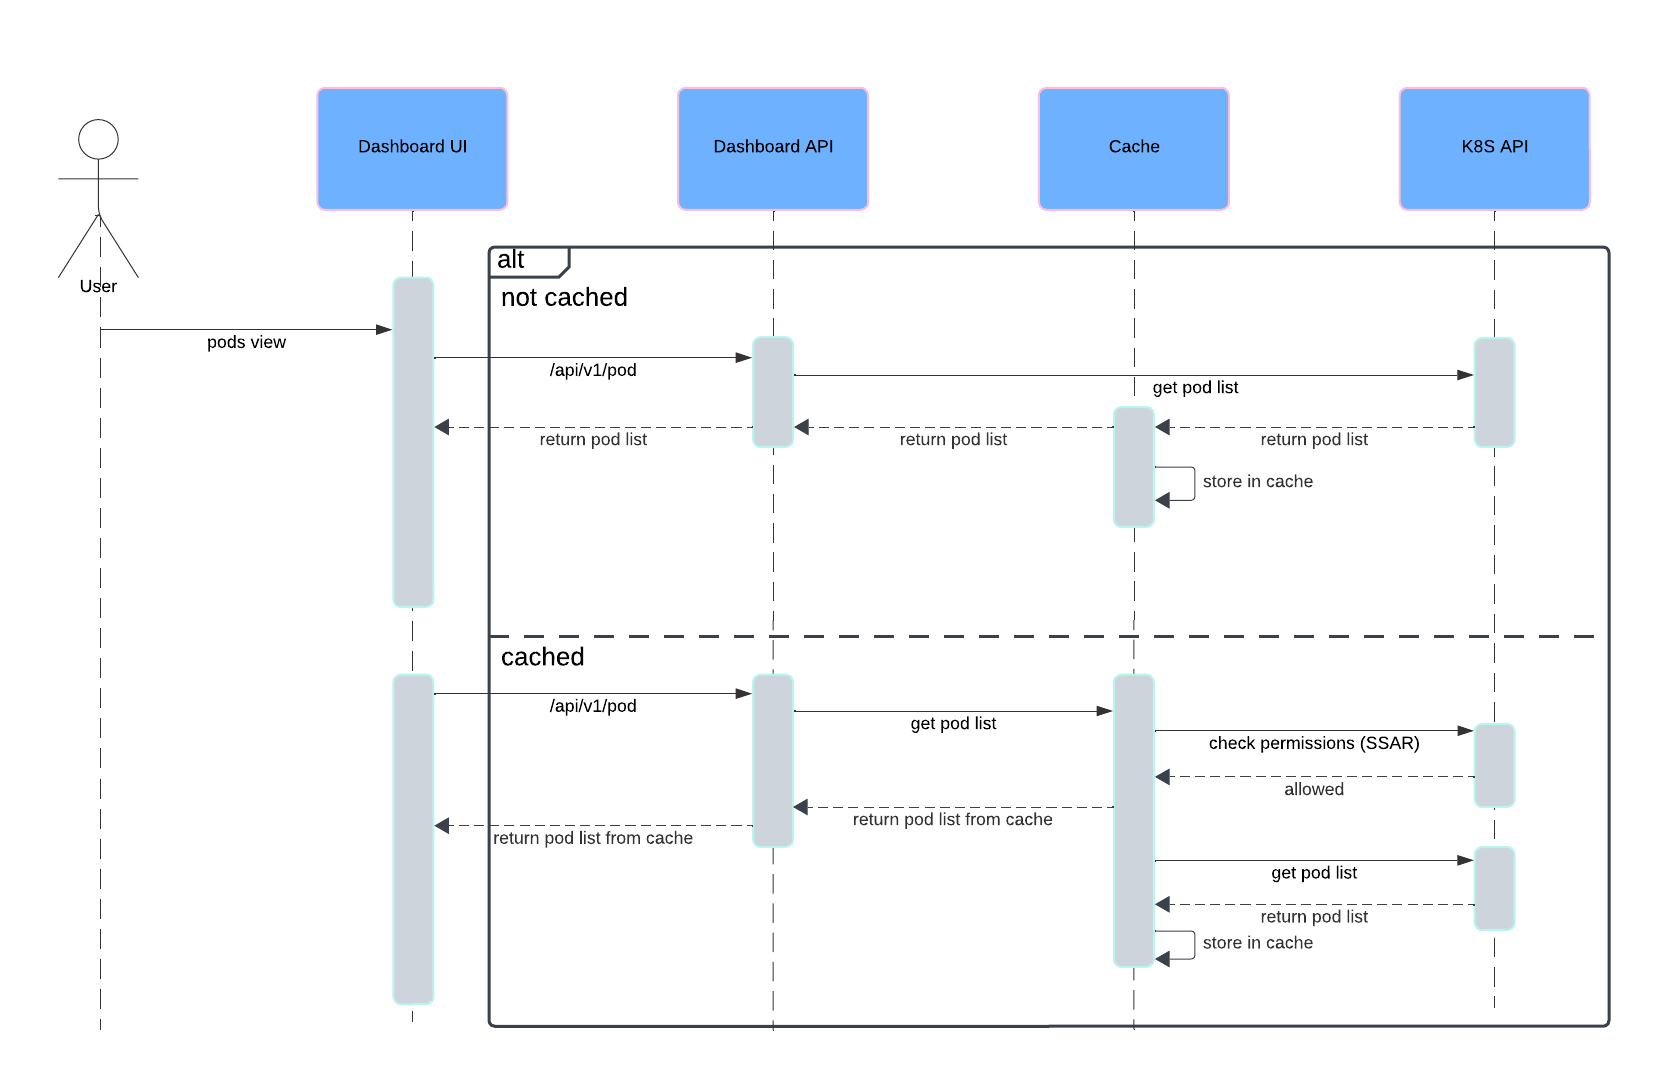 Dashboard UI
Dashboard API
Cache
K8S API
User
alt
not cached
pods view
/api/v1/pod
get pod list
return pod list
return pod list
return pod list
store in cache
cached
/api/v1/pod
get pod list
check permissions (SSAR)
allowed
return pod list from cache
return pod list from cache
get pod list
return pod list
store in cache